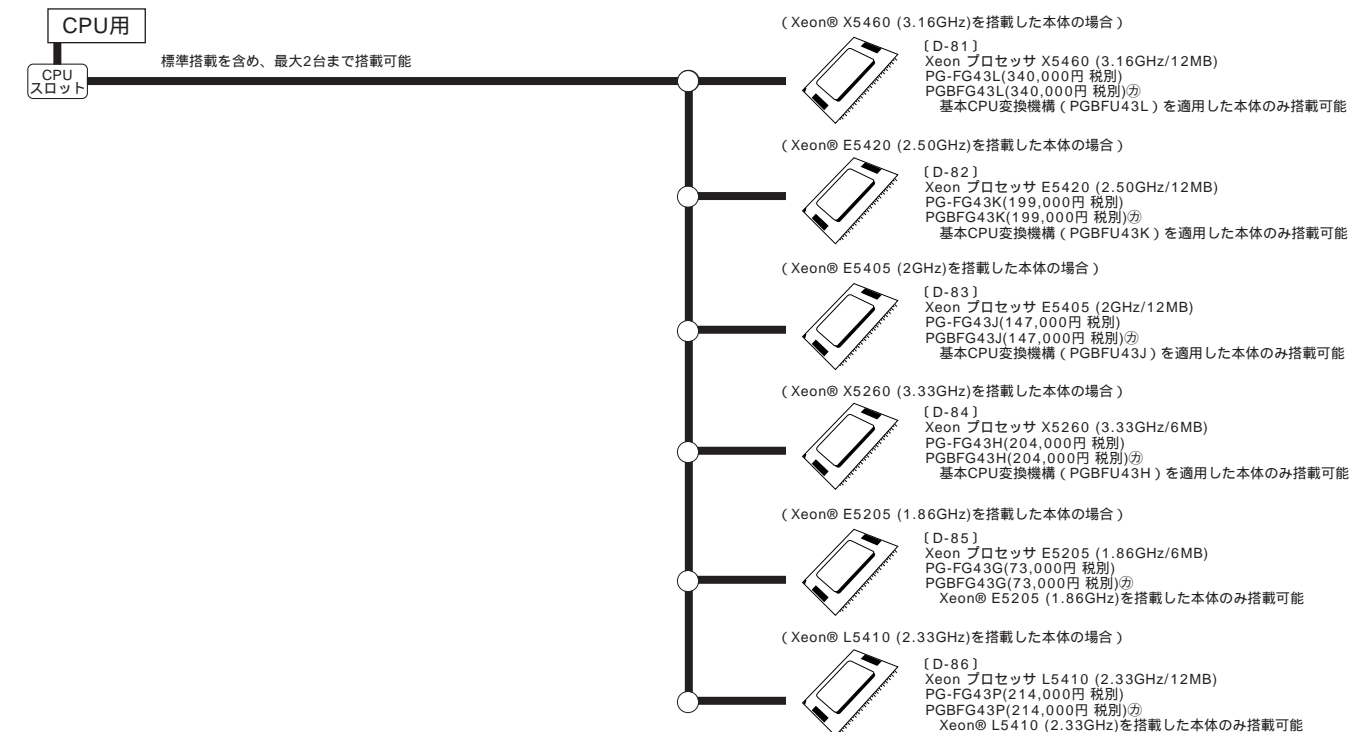 CPU用
CPU
スロット
標準搭載を含め、最大2台まで搭載可能
(Xeon® X5460 (3.16GHz)を搭載した本体の場合)
〔D-81〕
Xeon プロセッサ X5460 (3.16GHz/12MB)
PG-FG43L(340,000円 税別)
PGBFG43L(340,000円 税別)㋕
基本CPU変換機構(PGBFU43L)を適用した本体のみ搭載可能
(Xeon® E5420 (2.50GHz)を搭載した本体の場合)
〔D-82〕
Xeon プロセッサ E5420 (2.50GHz/12MB)
PG-FG43K(199,000円 税別)
PGBFG43K(199,000円 税別)㋕
基本CPU変換機構(PGBFU43K)を適用した本体のみ搭載可能
(Xeon® E5405 (2GHz)を搭載した本体の場合)
〔D-83〕
Xeon プロセッサ E5405 (2GHz/12MB)
PG-FG43J(147,000円 税別)
PGBFG43J(147,000円 税別)㋕
基本CPU変換機構(PGBFU43J)を適用した本体のみ搭載可能
(Xeon® X5260 (3.33GHz)を搭載した本体の場合)
〔D-84〕
Xeon プロセッサ X5260 (3.33GHz/6MB)
PG-FG43H(204,000円 税別)
PGBFG43H(204,000円 税別)㋕
基本CPU変換機構(PGBFU43H)を適用した本体のみ搭載可能
(Xeon® E5205 (1.86GHz)を搭載した本体の場合)
〔D-85〕
Xeon プロセッサ E5205 (1.86GHz/6MB)
PG-FG43G(73,000円 税別)
PGBFG43G(73,000円 税別)㋕
Xeon® E5205 (1.86GHz)を搭載した本体のみ搭載可能
(Xeon® L5410 (2.33GHz)を搭載した本体の場合)
〔D-86〕
Xeon プロセッサ L5410 (2.33GHz/12MB)
PG-FG43P(214,000円 税別)
PGBFG43P(214,000円 税別)㋕
Xeon® L5410 (2.33GHz)を搭載した本体のみ搭載可能